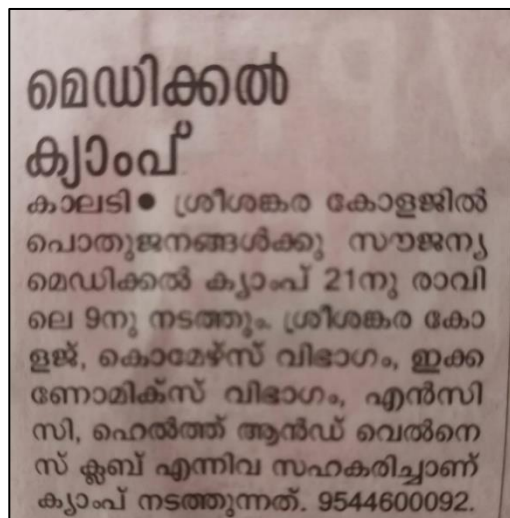 മെഡിക്കൽ
ക്യാംപ്
കാലടി● ശ്രീശങ്കര കോളജിൽ
പൊതുജനങ്ങൾക്കു സൗജന്യ
മെഡിക്കൽ ക്യാംപ് 21നു രാവി
ലെ 9നു നടത്തും. ശ്രീശങ്കര കോ
ളജ്, കൊമേഴ്സ് വിഭാഗം, ഇക്ക
ണോമിക്സ് വിഭാഗം, എൻസി
സി, ഹെൽത്ത് ആൻഡ് വെൽനെ
സ് ക്ലബ് എന്നിവ സഹകരിച്ചാണ്
ക്യാംപ് നടത്തുന്നത്. 9544600092.